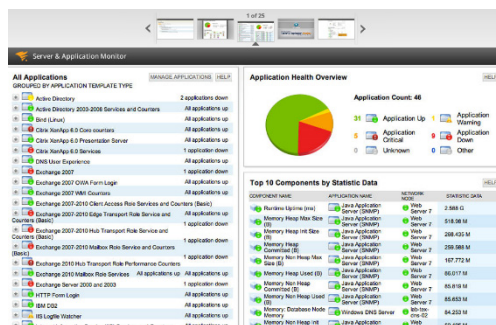 1 of 25
Server & Application Monitor
All Applications
MANAGE APPLICATIONS HELP
GROUPED BY APPLICATION TEMPLATE TYPE
Active Directory 2 applications down
Active Directory 2003-2008 Services and Counters All applications up
Bind (Linux) All applications up
Citrix XenApp 6.0 Core counters All applications up
Citrix XenApp 6.0 Presentation Server All applications up
Citrix XenApp 6.0 Services 1 application down
DNS User Experience All applications up
Exchange 2007 1 application down
Exchange 2007 OWA Form Login All applications up
Exchange 2007 WMI Counters All applications up
Exchange 2007-2010 Client Access Role Services and Counters (Basic)
Exchange 2007-2010 Edge Transport Role Service and All applications up
Counters (Basic) 1 application down
Exchange 2007-2010 Hub Transport Role Service and
Counters (Basic) 1 application down
Exchange 2007-2010 Mailbox Role Service and Counters
(Basic) 1 application down
Exchange 2010 Hub Transport Role Performance Counters
Exchange 2010 Mailbox Role Services All applications up All applications up
Exchange Server 2000 and 2003 1 application down
HTTP Form Login All applications up
IBM DB2 All applications up
IIS Logfile Watcher All applications up
Application Health Overview HELP
Application Count: 46
31 Application Up
1 Application Warning
5 Application Critical
9 Application Down
0 Unknown
0 Other
Top 10 Components by Statistic Data HELP
COMPONENT NAME APPLICATION NAME NETWORK NODE STATISTIC DATA
Runtime Uptime (ms) Java Application Server (SNMP) Web Server 7 2.588 G
Memory Heap Max Size (B) Java Application Server (SNMP) Web Server 7 518.98 M
Memory Heap Init Size (B) Java Application Server (SNMP) Web Server 7 268.435 M
Memory Heap Committed (B) Java Application Server (SNMP) Web Server 7 259.588 M
Memory Non Heap Max Size (B) Java Application Server (SNMP) Web Server 7 167.772 M
Memory Heap Used (B) Java Application Server (SNMP) Web Server 7 86.017 M
Memory Non Heap Committed (B) Java Application Server (SNMP) Web Server 7 85.819 M
Memory Non Heap Used (B) Java Application Server (SNMP) Web Server 7 85.653 M
Memory: Database Node Memory Windows DNS Server lab-tex-dns-02 84.253 M
Memory Non Heap Init Java Application Web